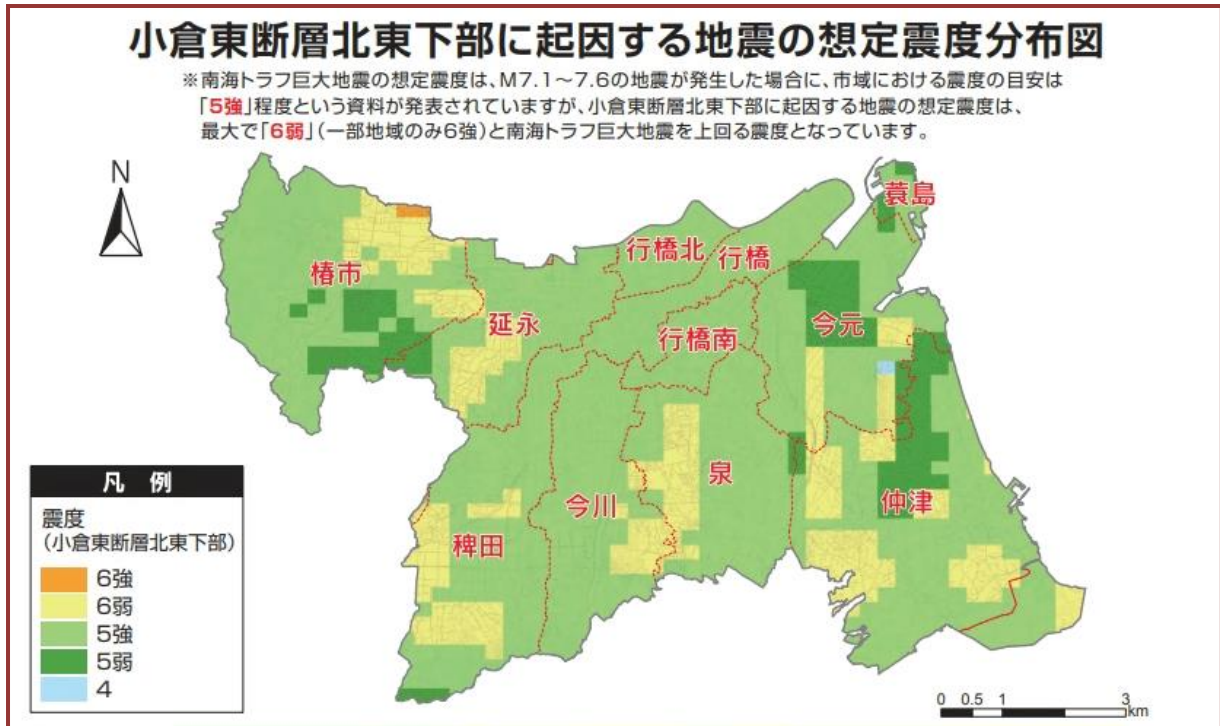 小倉東断層北東下部に起因する地震の想定震度分布図
※南海トラフ巨大地震の想定震度は、M7.1～7.6の地震が発生した場合に、市域における震度の目安は
「5強」程度という資料が発表されていますが、小倉東断層北東下部に起因する地震の想定震度は、
最大で「6弱」(一部地域のみ6強)と南海トラフ巨大地震を上回る震度となっています。
N
蓑島
行橋北
行橋
椿市
延永
行橋南
今元
泉
仲津
今川
稗田
凡 例
震度
(小倉東断層北東下部)
6強
6弱
5強
5弱
4
0 0.5 1 3
km